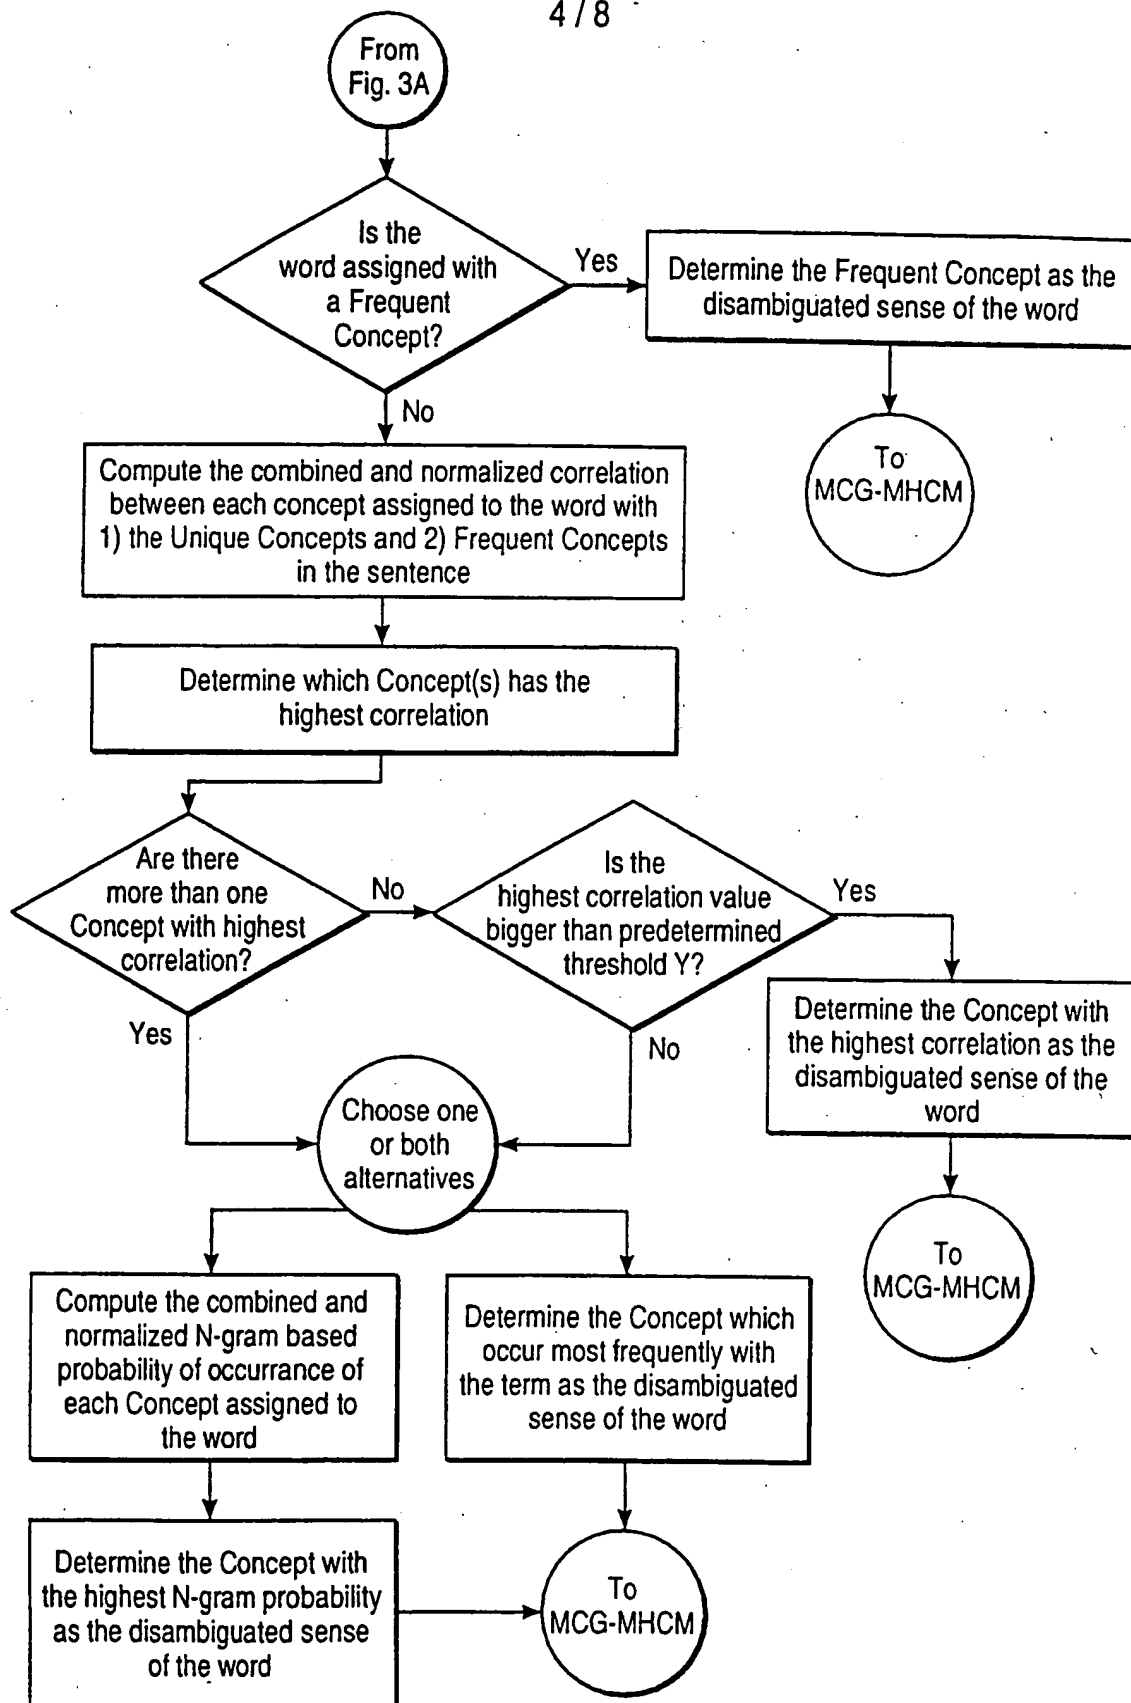 4/8
From
Fig. 3A
Is the
word assigned with
a Frequent
Concept?
Yes
Determine the Frequent Concept as the
disambiguated sense of the word
No
To
MCG-MHCM
Compute the combined and normalized correlation
between each concept assigned to the word with
1) the Unique Concepts and 2) Frequent Concepts
in the sentence
Determine which Concept(s) has the
highest correlation
Are there
more than one
Concept with highest
correlation?
No
Is the
highest correlation value
bigger than predetermined
threshold Y?
Yes
Determine the Concept with
the highest correlation as the
disambiguated sense of the
word
Yes
No
Choose one
or both
alternatives
To
MCG-MHCM
Compute the combined and
normalized N-gram based
probability of occurrance of
each Concept assigned to
the word
Determine the Concept which
occur most frequently with
the term as the disambiguated
sense of the word
Determine the Concept with
the highest N-gram probability
as the disambiguated sense
of the word
To
MCG-MHCM